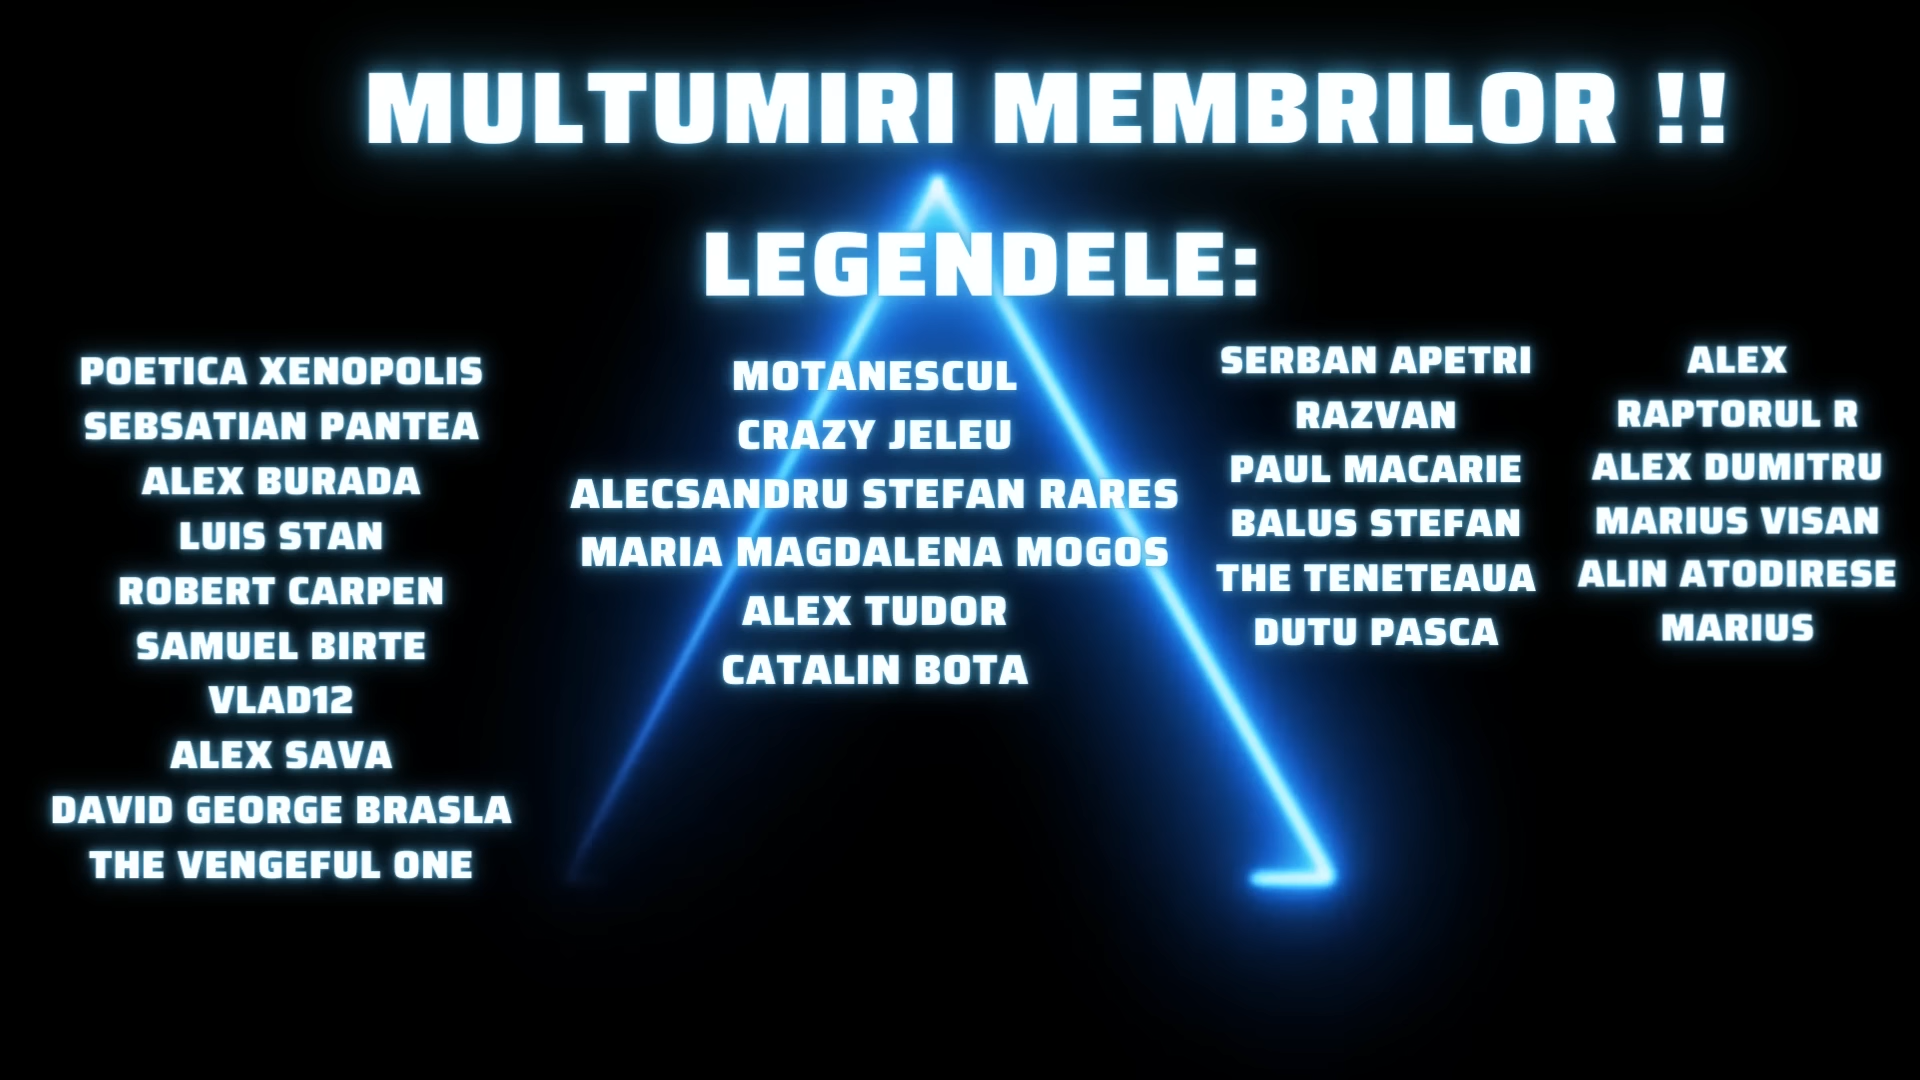 MULTUMIRI MEMBRILOR !!
LEGENDELE:
POETICA XENOPOLIS
SEBSATIAN PANTEA
ALEX BURADA
LUIS STAN
ROBERT CARPEN
SAMUEL BIRTE
VLAD12
ALEX SAVA
DAVID GEORGE BRASLA
THE VENGEFUL ONE
MOTANESCUL
CRAZY JELEU
ALECSANDRU STEFAN RARES
MARIA MAGDALENA MOGOS
ALEX TUDOR
CATALIN BOTA
SERBAN APETRI
RAZVAN
PAUL MACARIE
BALUS STEFAN
THE TENETEAUA
DUTU PASCA
ALEX
RAPTORUL R
ALEX DUMITRU
MARIUS VISAN
ALIN ATODIRESE
MARIUS